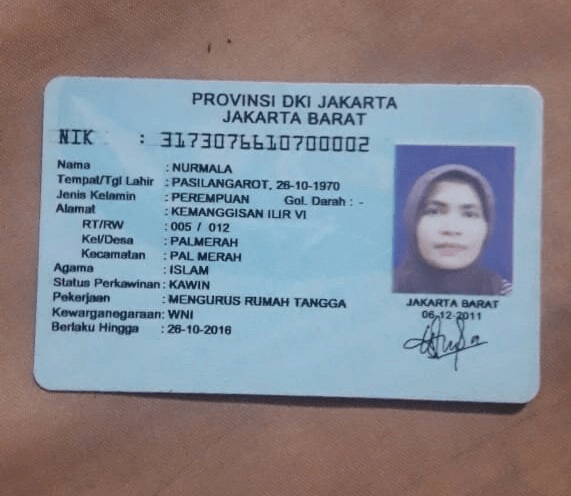 PROVINSI DKI JAKARTA
JAKARTA BARAT
NIK : 3173076610700002
Nama : NURMALA
Tempat/Tgl Lahir : PASILANGAROT, 26-10-1970
Jenis Kelamin : PEREMPUAN Gol. Darah : -
Alamat : KEMANGGISAN ILIR VI
RT/RW : 005 / 012
Kel/Desa : PALMERAH
Kecamatan : PAL MERAH
Agama : ISLAM
Status Perkawinan : KAWIN
Pekerjaan : MENGURUS RUMAH TANGGA
Kewarganegaraan : WNI
Berlaku Hingga : 26-10-2016
JAKARTA BARAT
06-12-2011